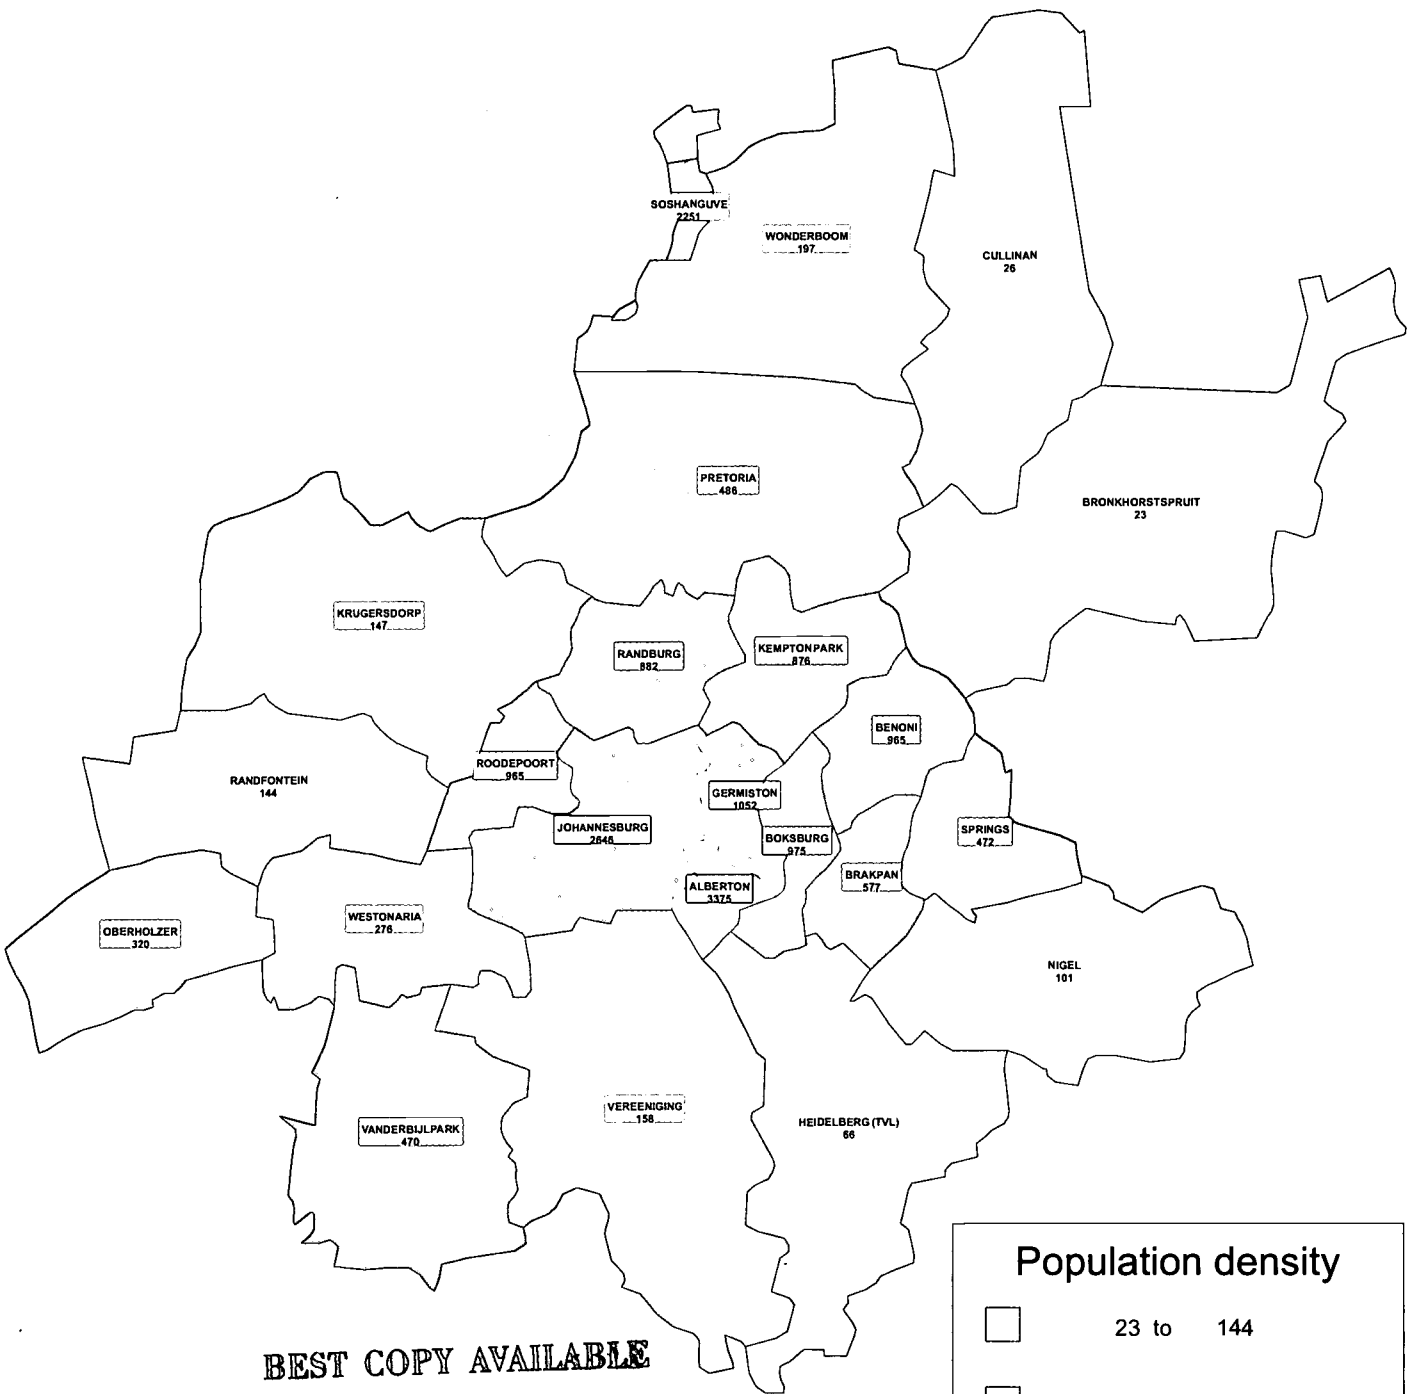 SOSHANGUVE
2251
WONDERBOOM
197
CULLINAN
26
PRETORIA
486
BRONKHORSTSPRUIT
23
KRUGERSDORP
147
RANDBURG
882
KEMPTONPARK
876
BENONI
965
ROODEPOORT
965
RANDFONTEIN
144
GERMISTON
1052
JOHANNESBURG
2646
BOKSBURG
975
SPRINGS
472
BRAKPAN
577
ALBERTON
3375
OBERHOLZER
320
WESTONARIA
276
NIGEL
101
VEREENIGING
158
VANDERBIJLPARK
470
HEIDELBERG (TVL)
66
Population density
23 to 144
BEST COPY AVAILABLE